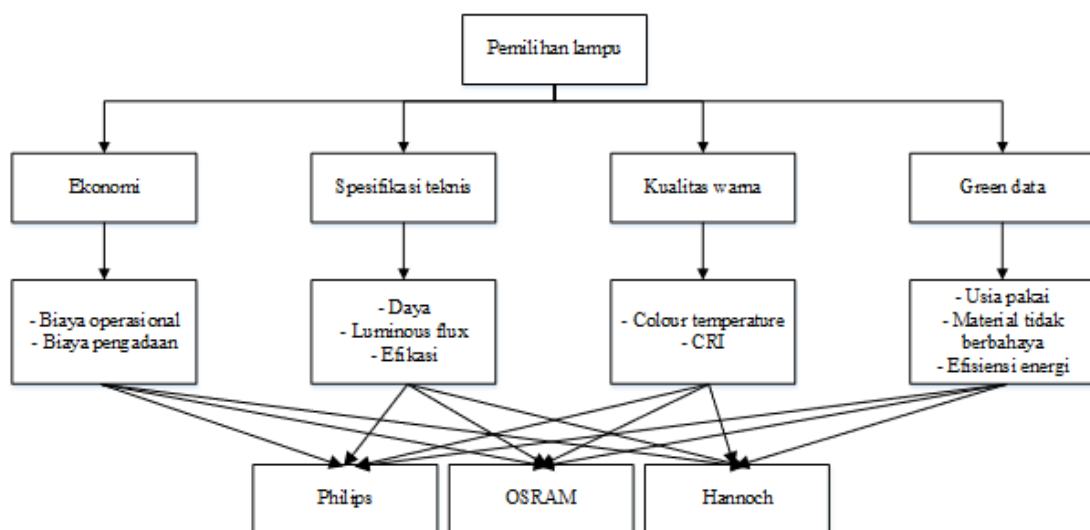 Pemilihan lampu
Ekonomi
Spesifikasi teknis
Kualitas warna
Green data
- Biaya operasional
- Biaya pengadaan
- Daya
- Luminous flux
- Efikasi
- Colour temperature
- CRI
- Usia pakai
- Material tidak
berbahaya
- Efisiensi energi
Philips
OSRAM
Hannoch